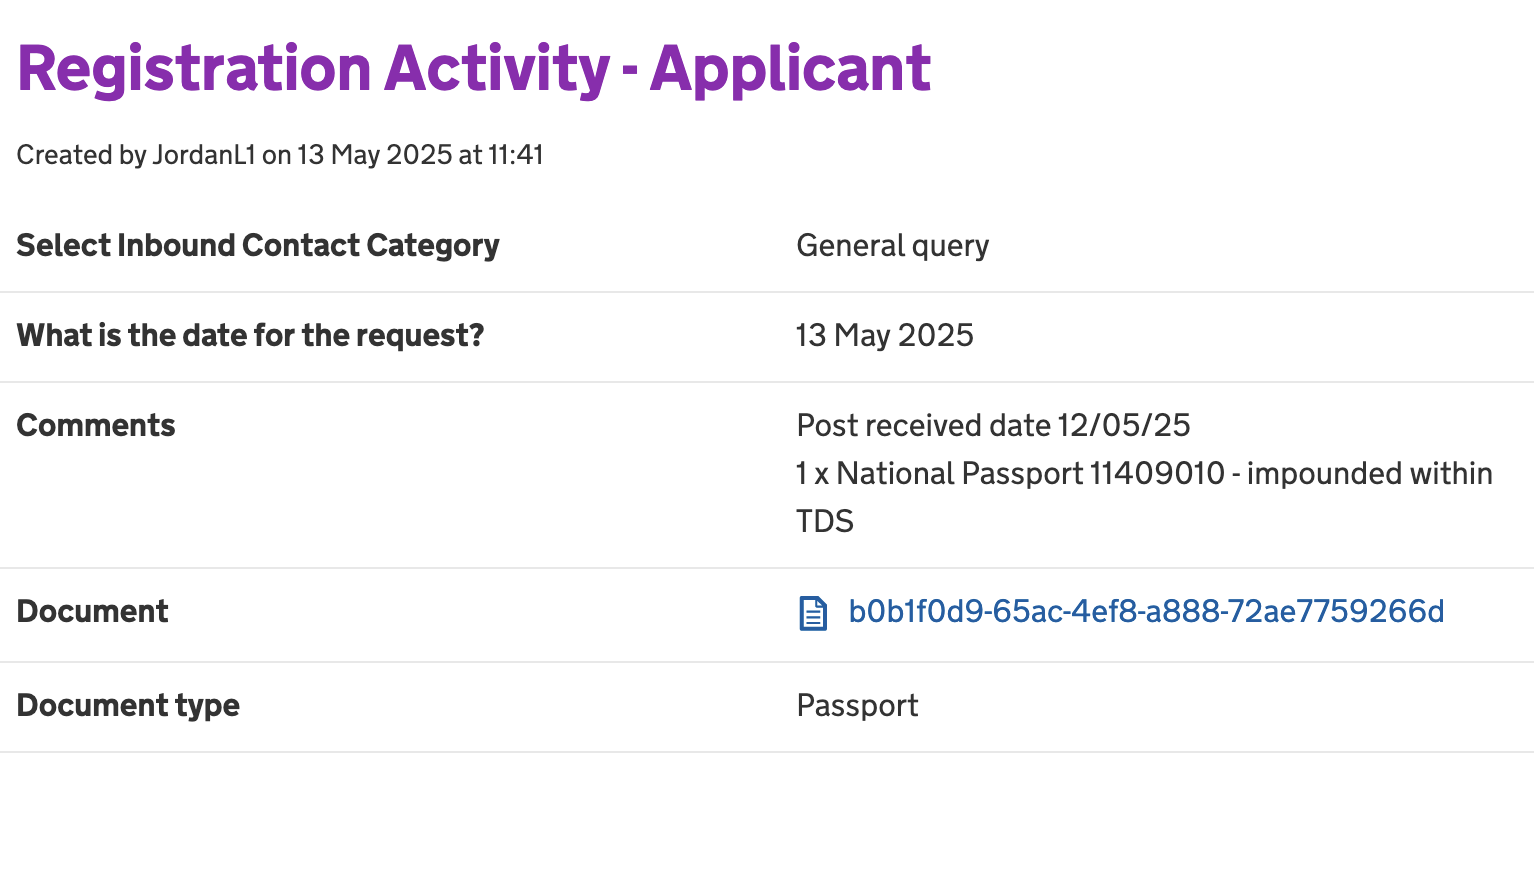 Registration Activity - Applicant
Created by JordanL1 on 13 May 2025 at 11:41
Select Inbound Contact Category
General query
What is the date for the request?
13 May 2025
Comments
Post received date 12/05/25
1 x National Passport 11409010 - impounded within
TDS
Document
b0b1f0d9-65ac-4ef8-a888-72ae7759266d
Document type
Passport